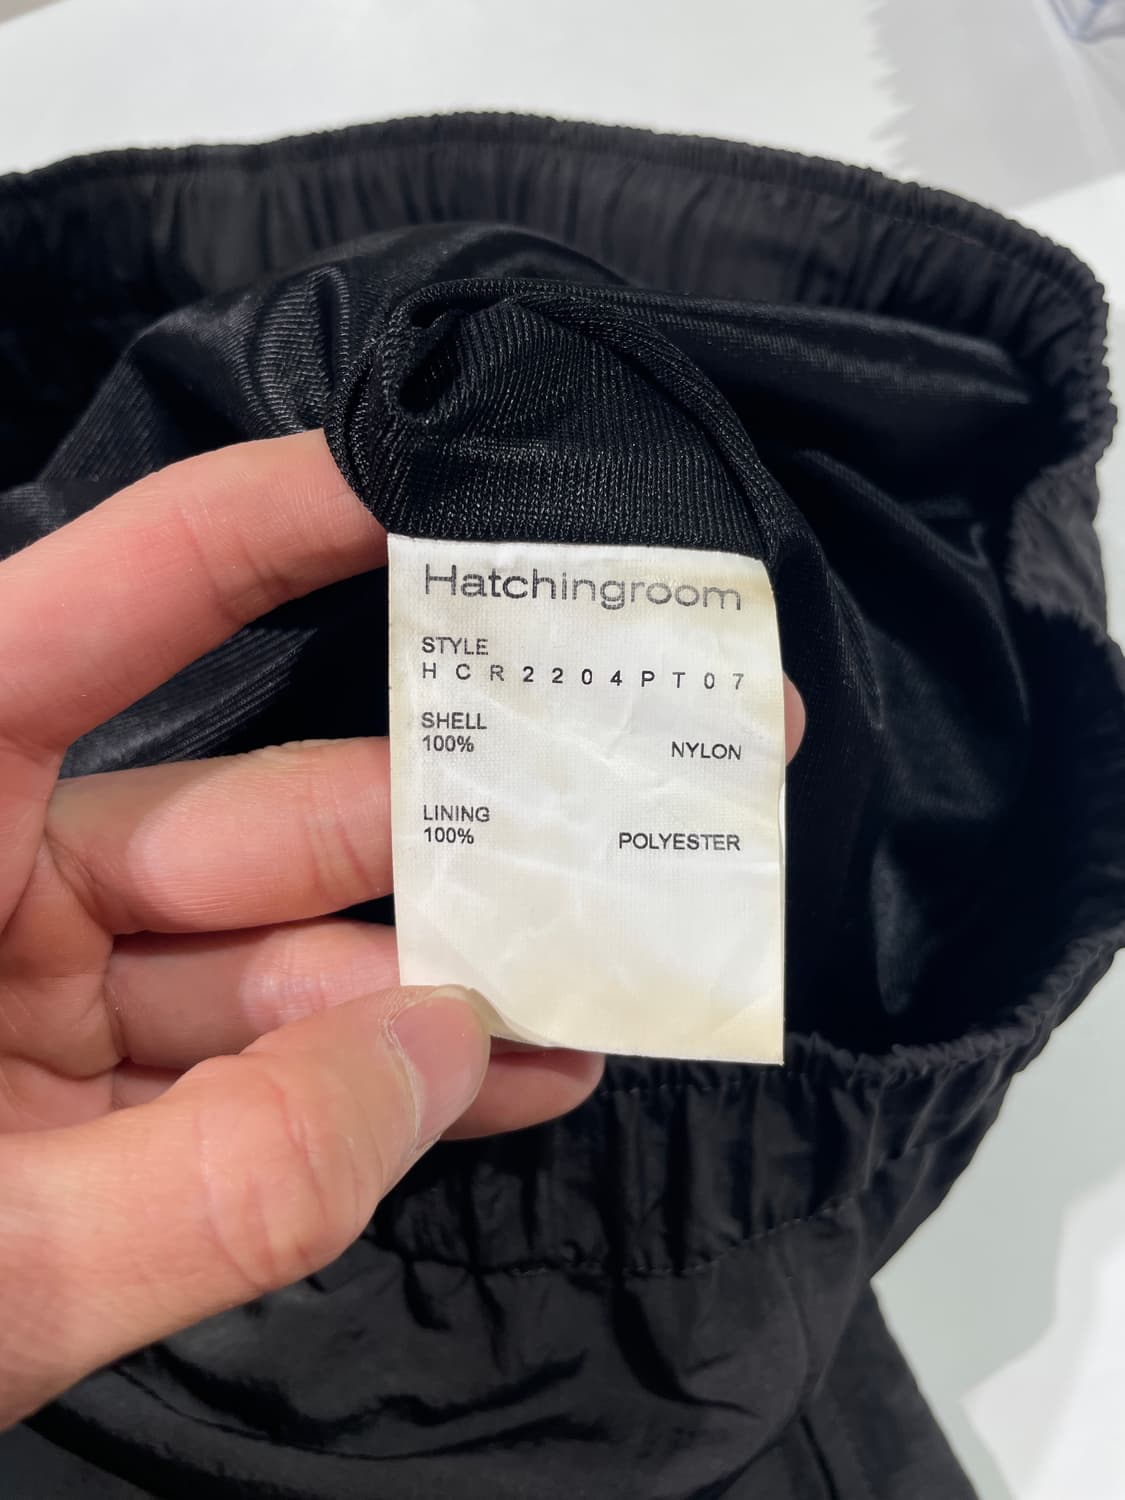 Hatchingroom
STYLE
HCR2204PT07
SHELL
100% NYLON
LINING
100% POLYESTER